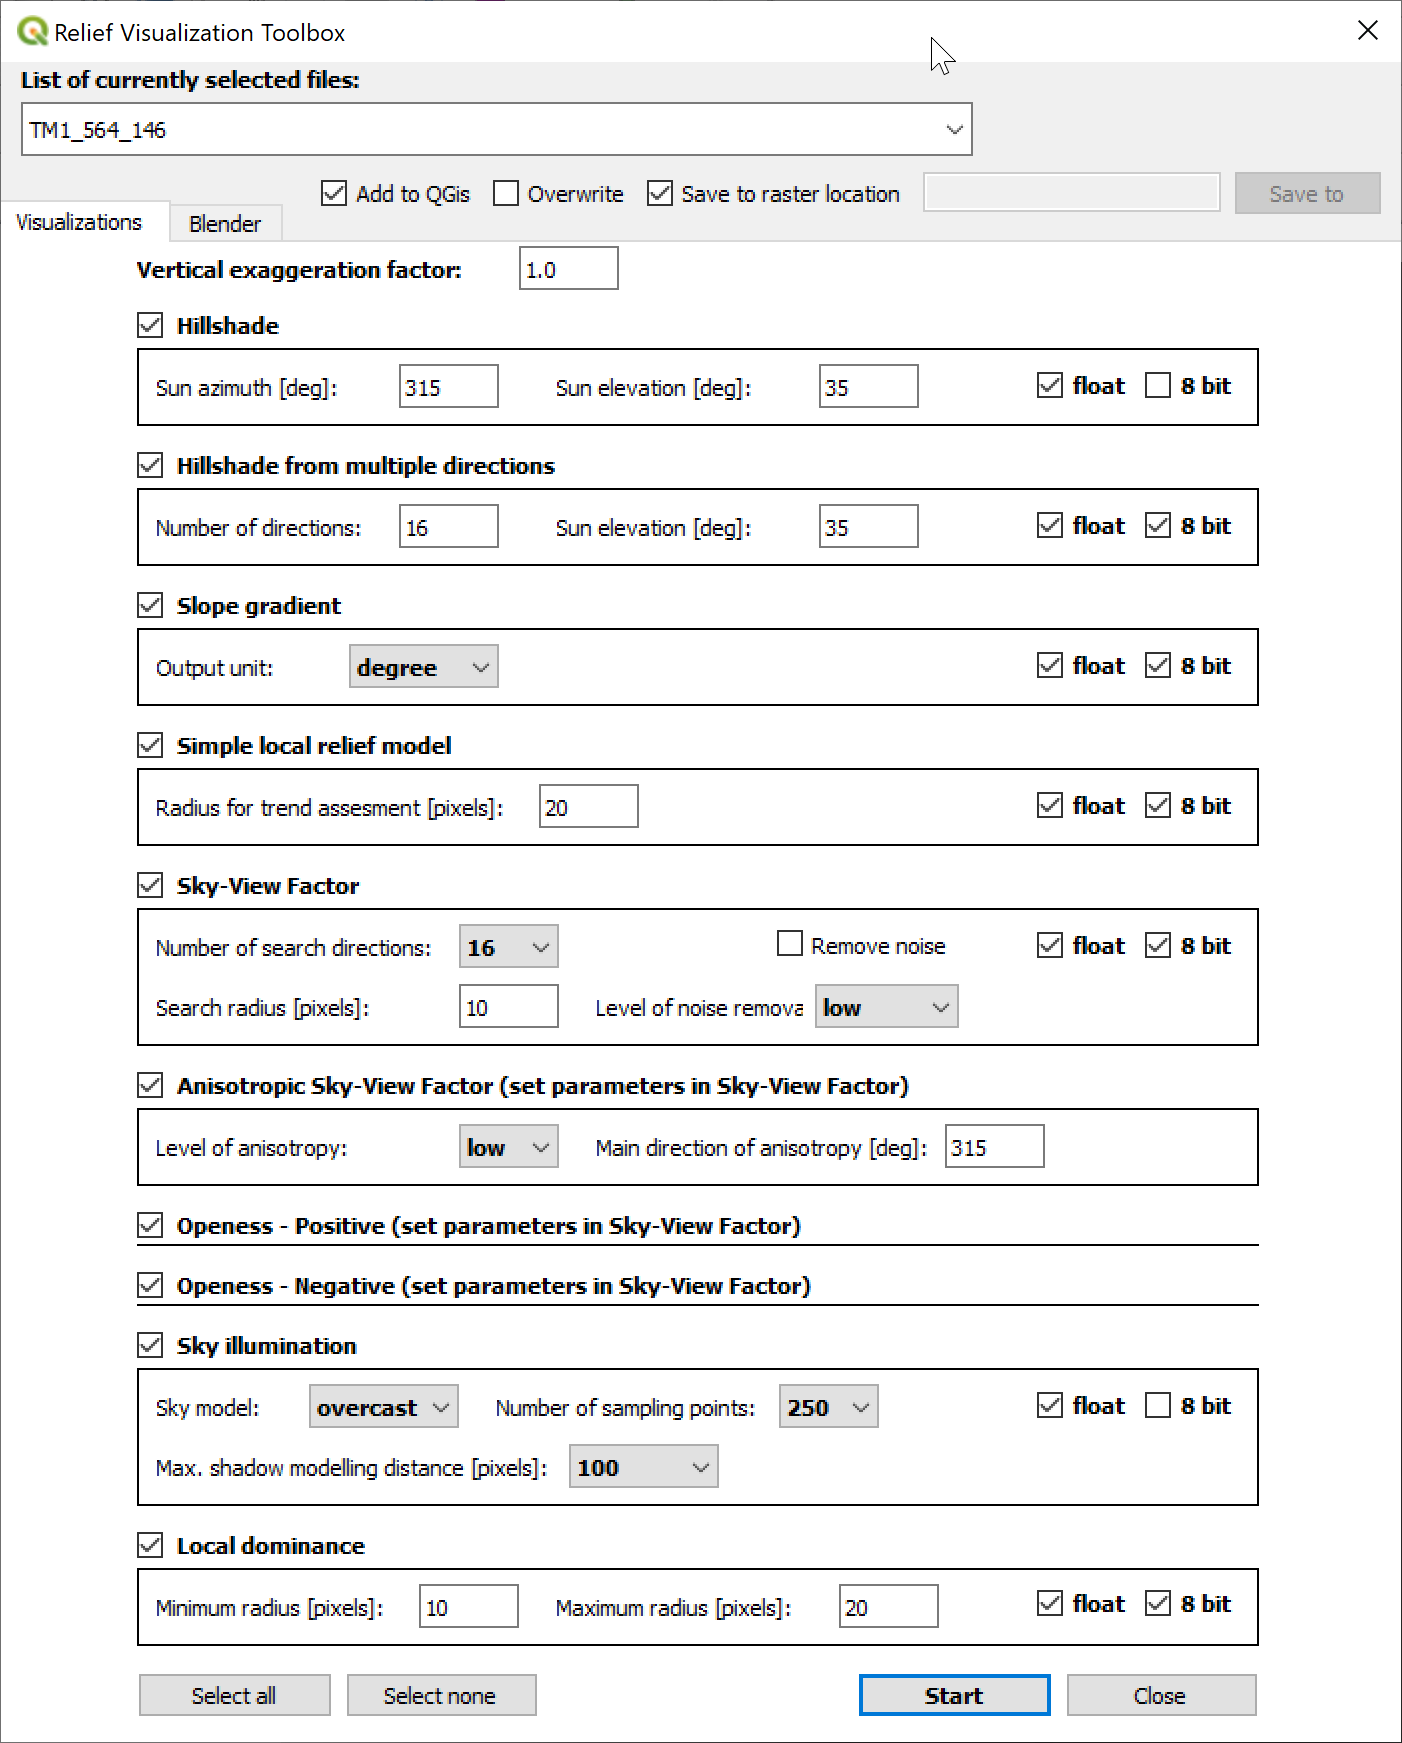 Relief Visualization Toolbox
List of currently selected files:
TM1_564_146
Add to QGis Overwrite Save to raster location Save to
Visualizations Blender
Vertical exaggeration factor: 1.0
Hillshade
Sun azimuth [deg]: 315 Sun elevation [deg]: 35 float 8 bit
Hillshade from multiple directions
Number of directions: 16 Sun elevation [deg]: 35 float 8 bit
Slope gradient
Output unit: degree float 8 bit
Simple local relief model
Radius for trend assesment [pixels]: 20 float 8 bit
Sky-View Factor
Number of search directions: 16 Remove noise float 8 bit
Search radius [pixels]: 10 Level of noise remova low
Anisotropic Sky-View Factor (set parameters in Sky-View Factor)
Level of anisotropy: low Main direction of anisotropy [deg]: 315
Openess - Positive (set parameters in Sky-View Factor)
Openess - Negative (set parameters in Sky-View Factor)
Sky illumination
Sky model: overcast Number of sampling points: 250 float 8 bit
Max. shadow modelling distance [pixels]: 100
Local dominance
Minimum radius [pixels]: 10 Maximum radius [pixels]: 20 float 8 bit
Select all Select none Start Close